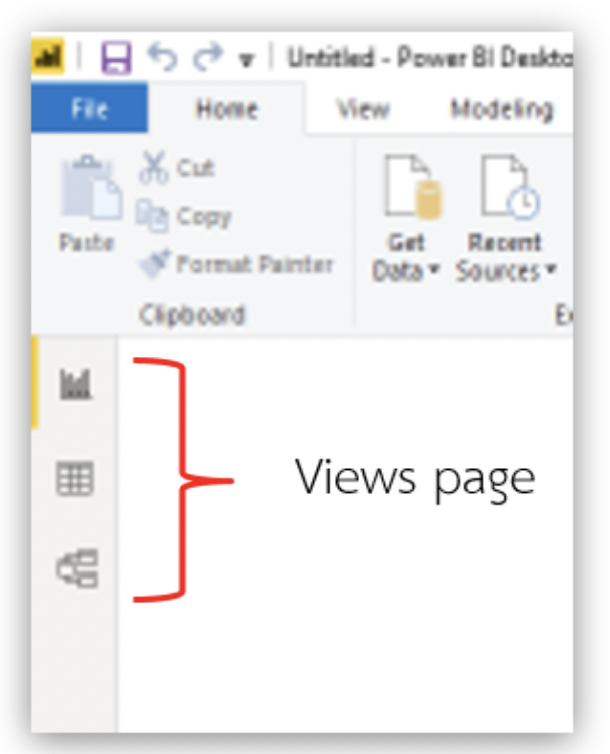 Untitled - Power BI Deskto
File Home View Modeling
Cut
Copy
Paste
Format Painter
Get Data
Recent Sources
Clipboard
Views page